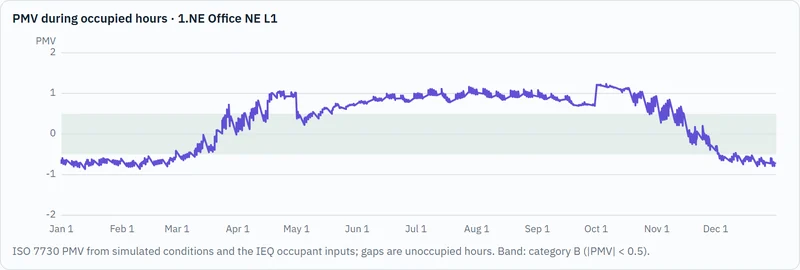 PMV during occupied hours · 1.NE Office NE L1
PMV
2
1
0
-1
-2
Jan 1 Feb 1 Mar 1 Apr 1 May 1 Jun 1 Jul 1 Aug 1 Sep 1 Oct 1 Nov 1 Dec 1
ISO 7730 PMV from simulated conditions and the IEQ occupant inputs; gaps are unoccupied hours. Band: category B (|PMV| < 0.5).